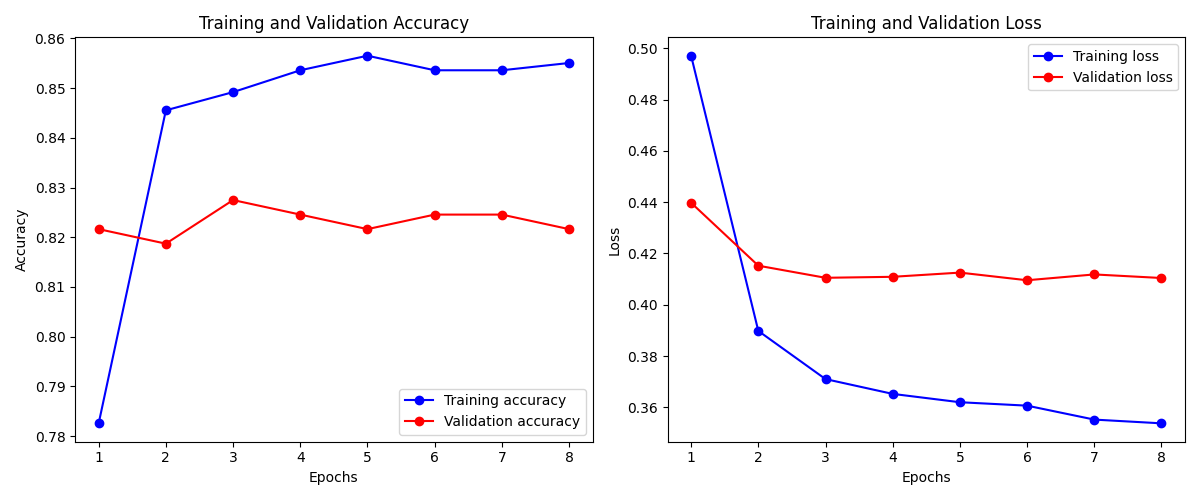 Training and Validation Accuracy
0.86
0.85
0.84
0.83
0.82
0.81
0.80
0.79
0.78
Accuracy
1 2 3 4 5 6 7 8
Epochs
Training accuracy
Validation accuracy
Training and Validation Loss
0.50
0.48
0.46
0.44
0.42
0.40
0.38
0.36
Loss
1 2 3 4 5 6 7 8
Epochs
Training loss
Validation loss